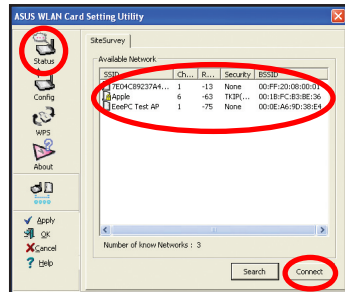 ASUS WLAN Card Setting Utility
Status
Config
WPS
About
Apply
OK
Cancel
Help
SiteSurvey
Available Network
SSID Ch... R... Security BSSID
7E04C89237A4... 1 -13 None 00:FF:20:08:00:01
Apple 6 -63 TKIP(... 00:1B:FC:B3:BE:36
EeePC Test AP 1 -75 None 00:0E:A6:9D:38:E4
Number of know Networks : 3
Search Connect